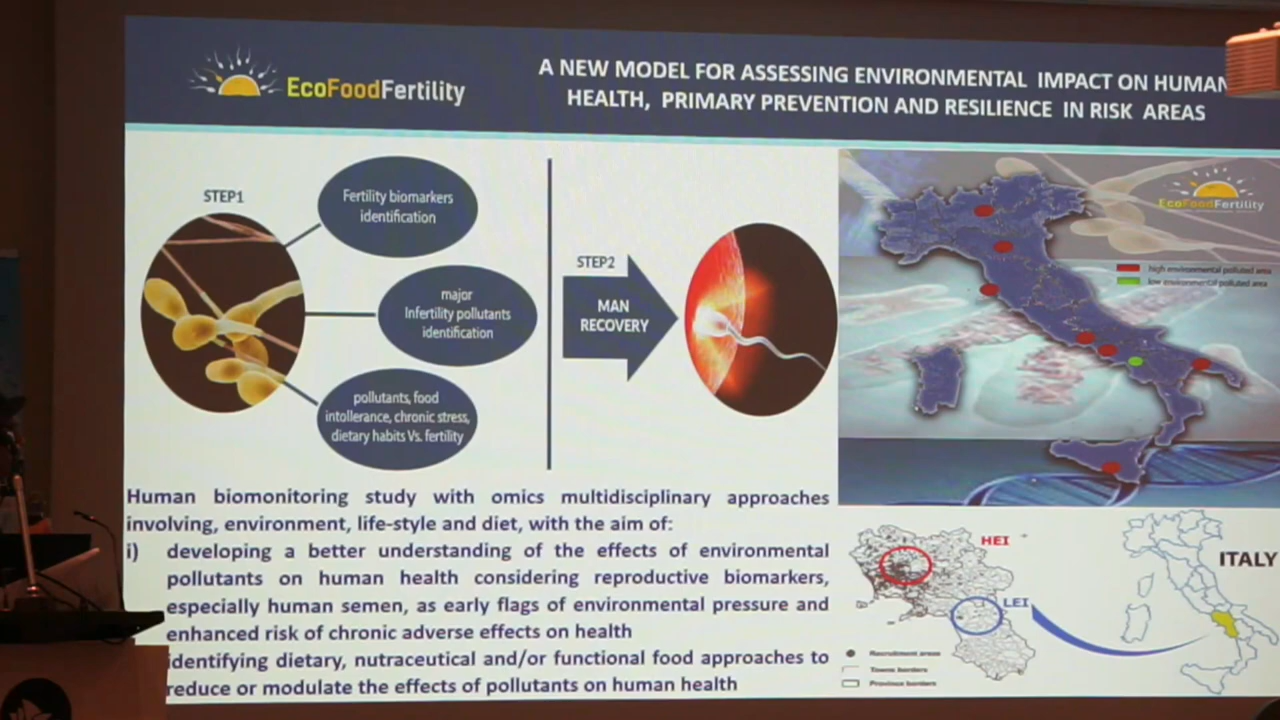 EcoFoodFertility
A NEW MODEL FOR ASSESSING ENVIRONMENTAL IMPACT ON HUMAN
HEALTH, PRIMARY PREVENTION AND RESILIENCE IN RISK AREAS
STEP1
Fertility biomarkers
identification
major
Infertility pollutants
identification
pollutants, food
intollerance, chronic stress,
dietary habits Vs. fertility
STEP2
MAN
RECOVERY
EcoFoodFertility
high environmental polluted area
low environmental polluted area
Human biomonitoring study with omics multidisciplinary approaches
involving, environment, life-style and diet, with the aim of:
i) developing a better understanding of the effects of environmental
pollutants on human health considering reproductive biomarkers,
especially human semen, as early flags of environmental pressure and
enhanced risk of chronic adverse effects on health
identifying dietary, nutraceutical and/or functional food approaches to
reduce or modulate the effects of pollutants on human health
HEI
LEI
ITALY
Recruitment areas
Towns borders
Province borders